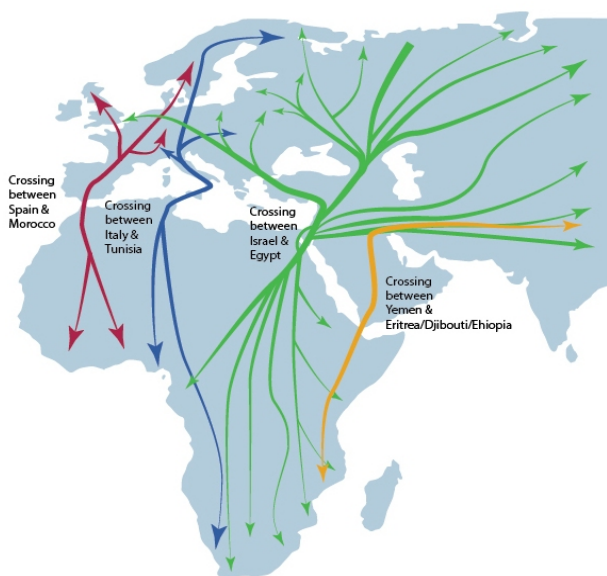 Crossing
between
Spain &
Morocco
Crossing
between
Italy &
Tunisia
Crossing
between
Israel &
Egypt
Crossing
between
Yemen &
Eritrea/Djibouti/Ehiopia